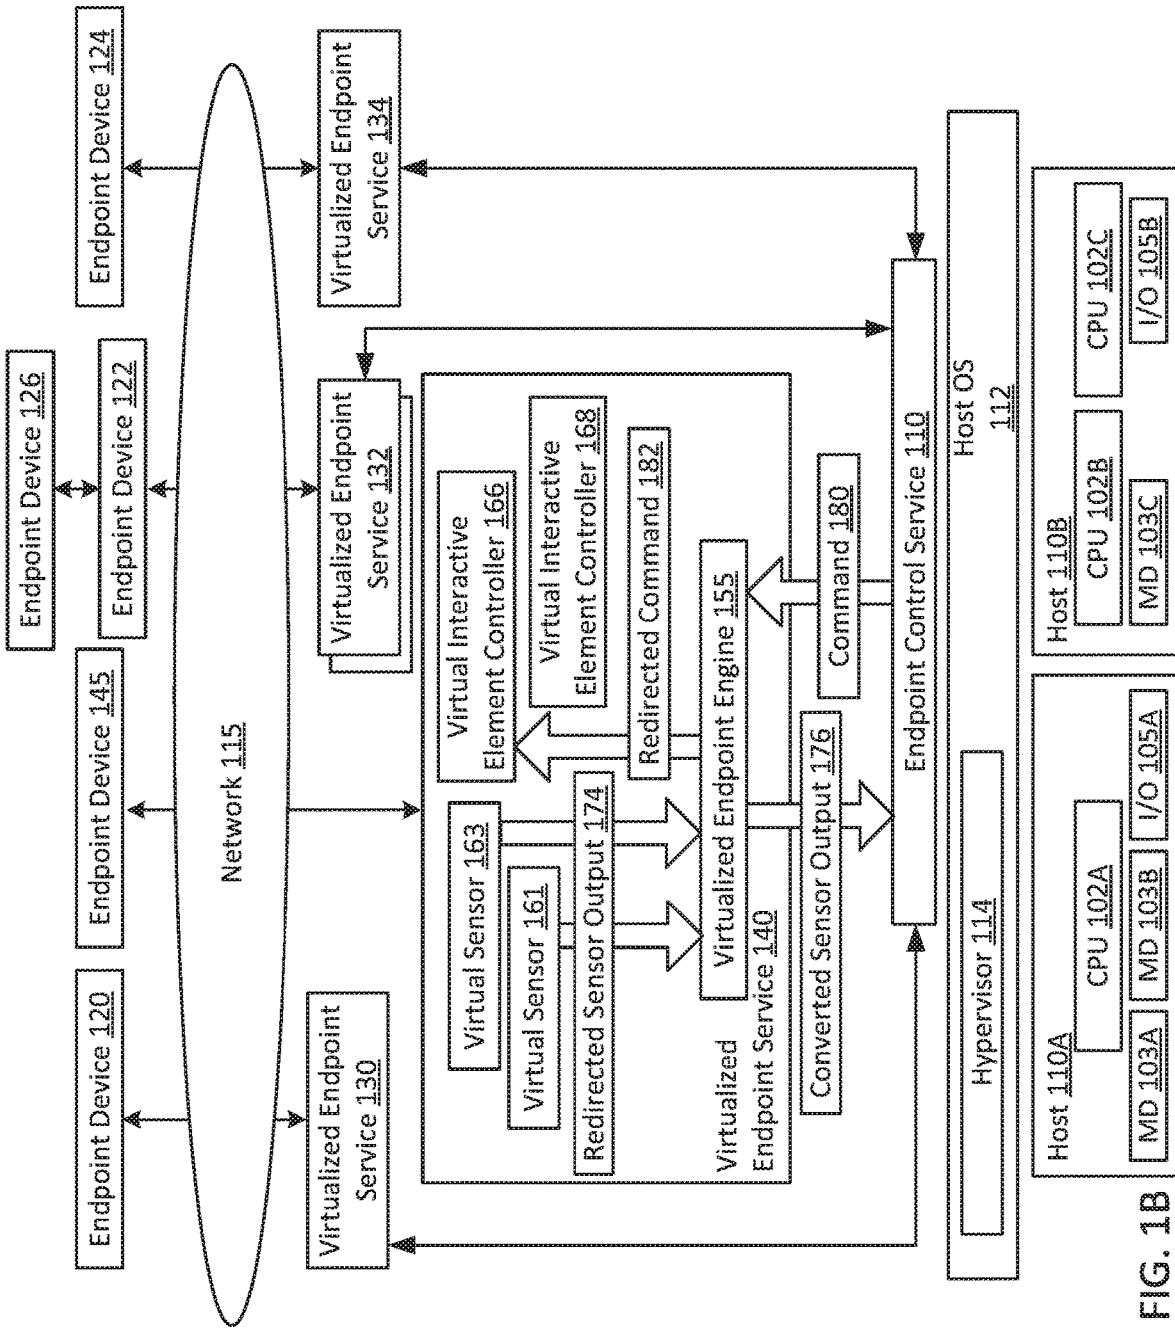 Endpoint Device 126
Endpoint Device 120
Endpoint Device 145
Endpoint Device 122
Endpoint Device 124
Network 115
Virtualized Endpoint
Service 130
Virtualized Endpoint
Service 132
Virtualized Endpoint
Service 134
Virtual Sensor 163
Virtual Sensor 161
Redirected Sensor Output 174
Virtual Interactive
Element Controller 166
Virtual Interactive
Element Controller 168
Redirected Command 182
Virtualized Endpoint Engine 155
Virtualized
Endpoint Service 140
Converted Sensor Output 176
Command 180
Endpoint Control Service 110
Host OS
112
Hypervisor 114
Host 110A
CPU 102A
MD 103A
MD 103B
I/O 105A
Host 110B
CPU 102B
CPU 102C
MD 103C
I/O 105B
FIG. 1B